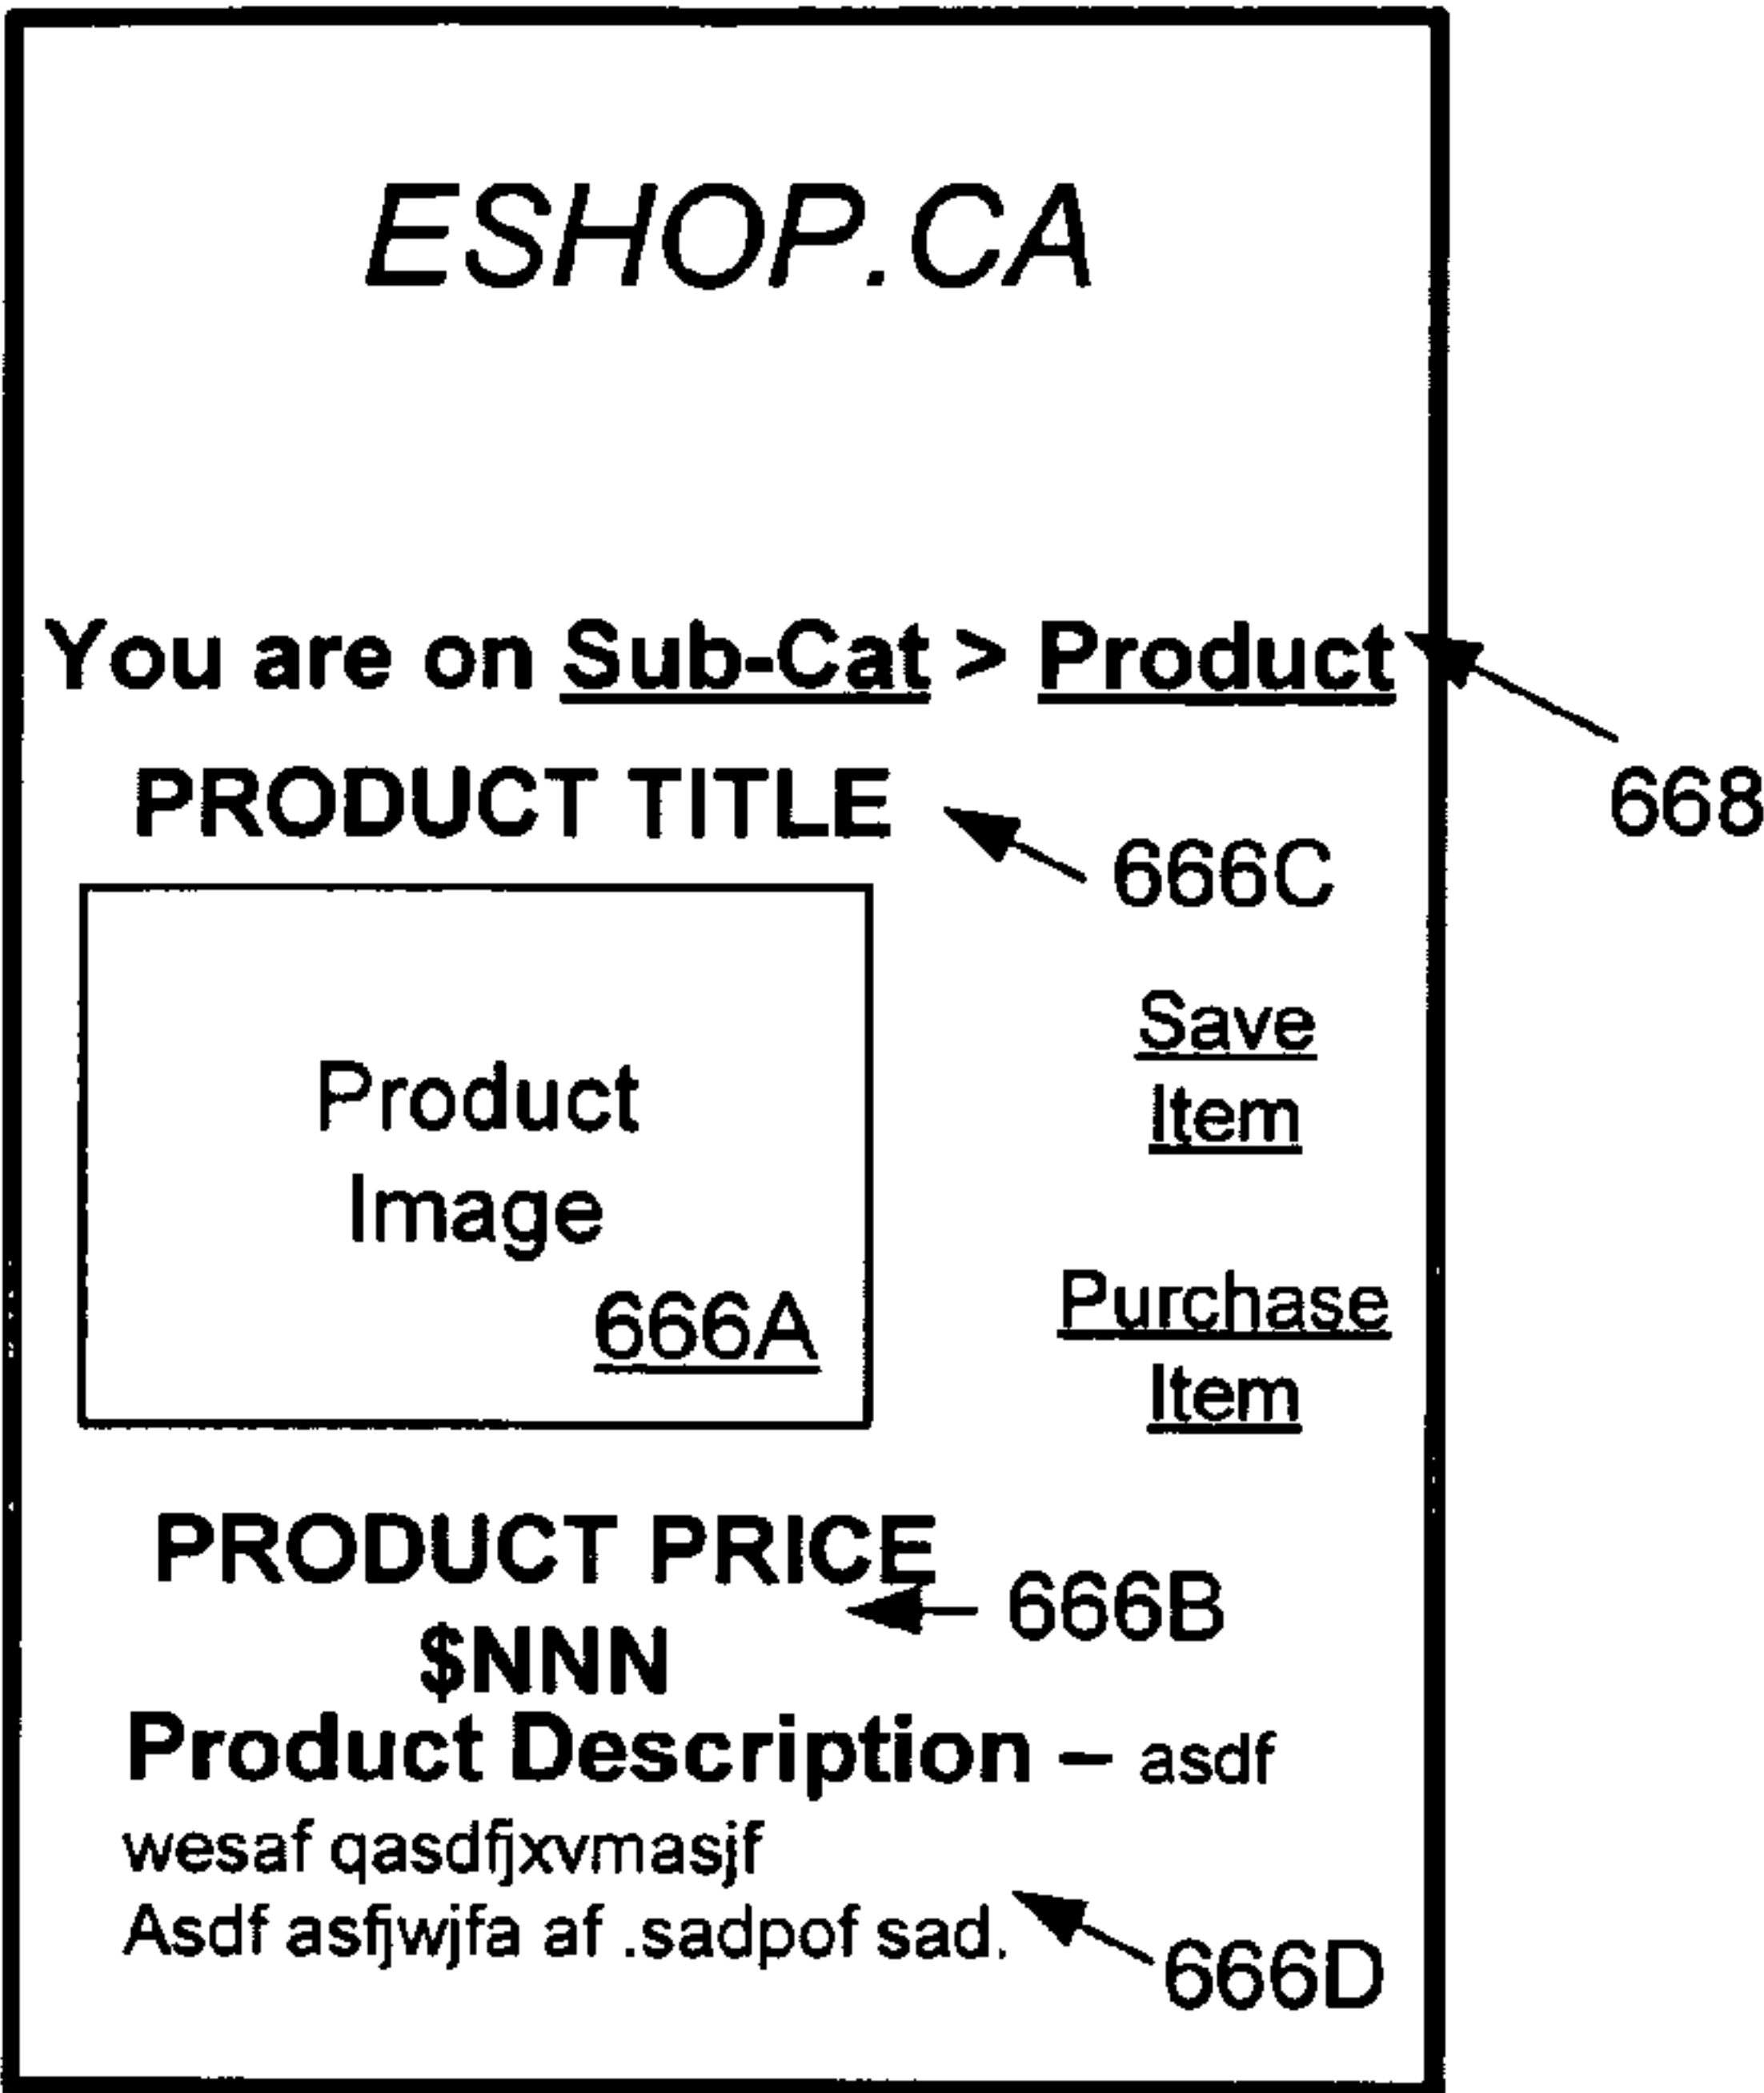 ESHOP.CA
You are on Sub-Cat > Product
668
PRODUCT TITLE
666C
Save
Item
Product
Image
666A
Purchase
Item
PRODUCT PRICE
666B
$NNN
Product Description – asdf
wesaf qasdfjxvmasjf
Asdf asfjwjfa af .sadpof sad.
666D